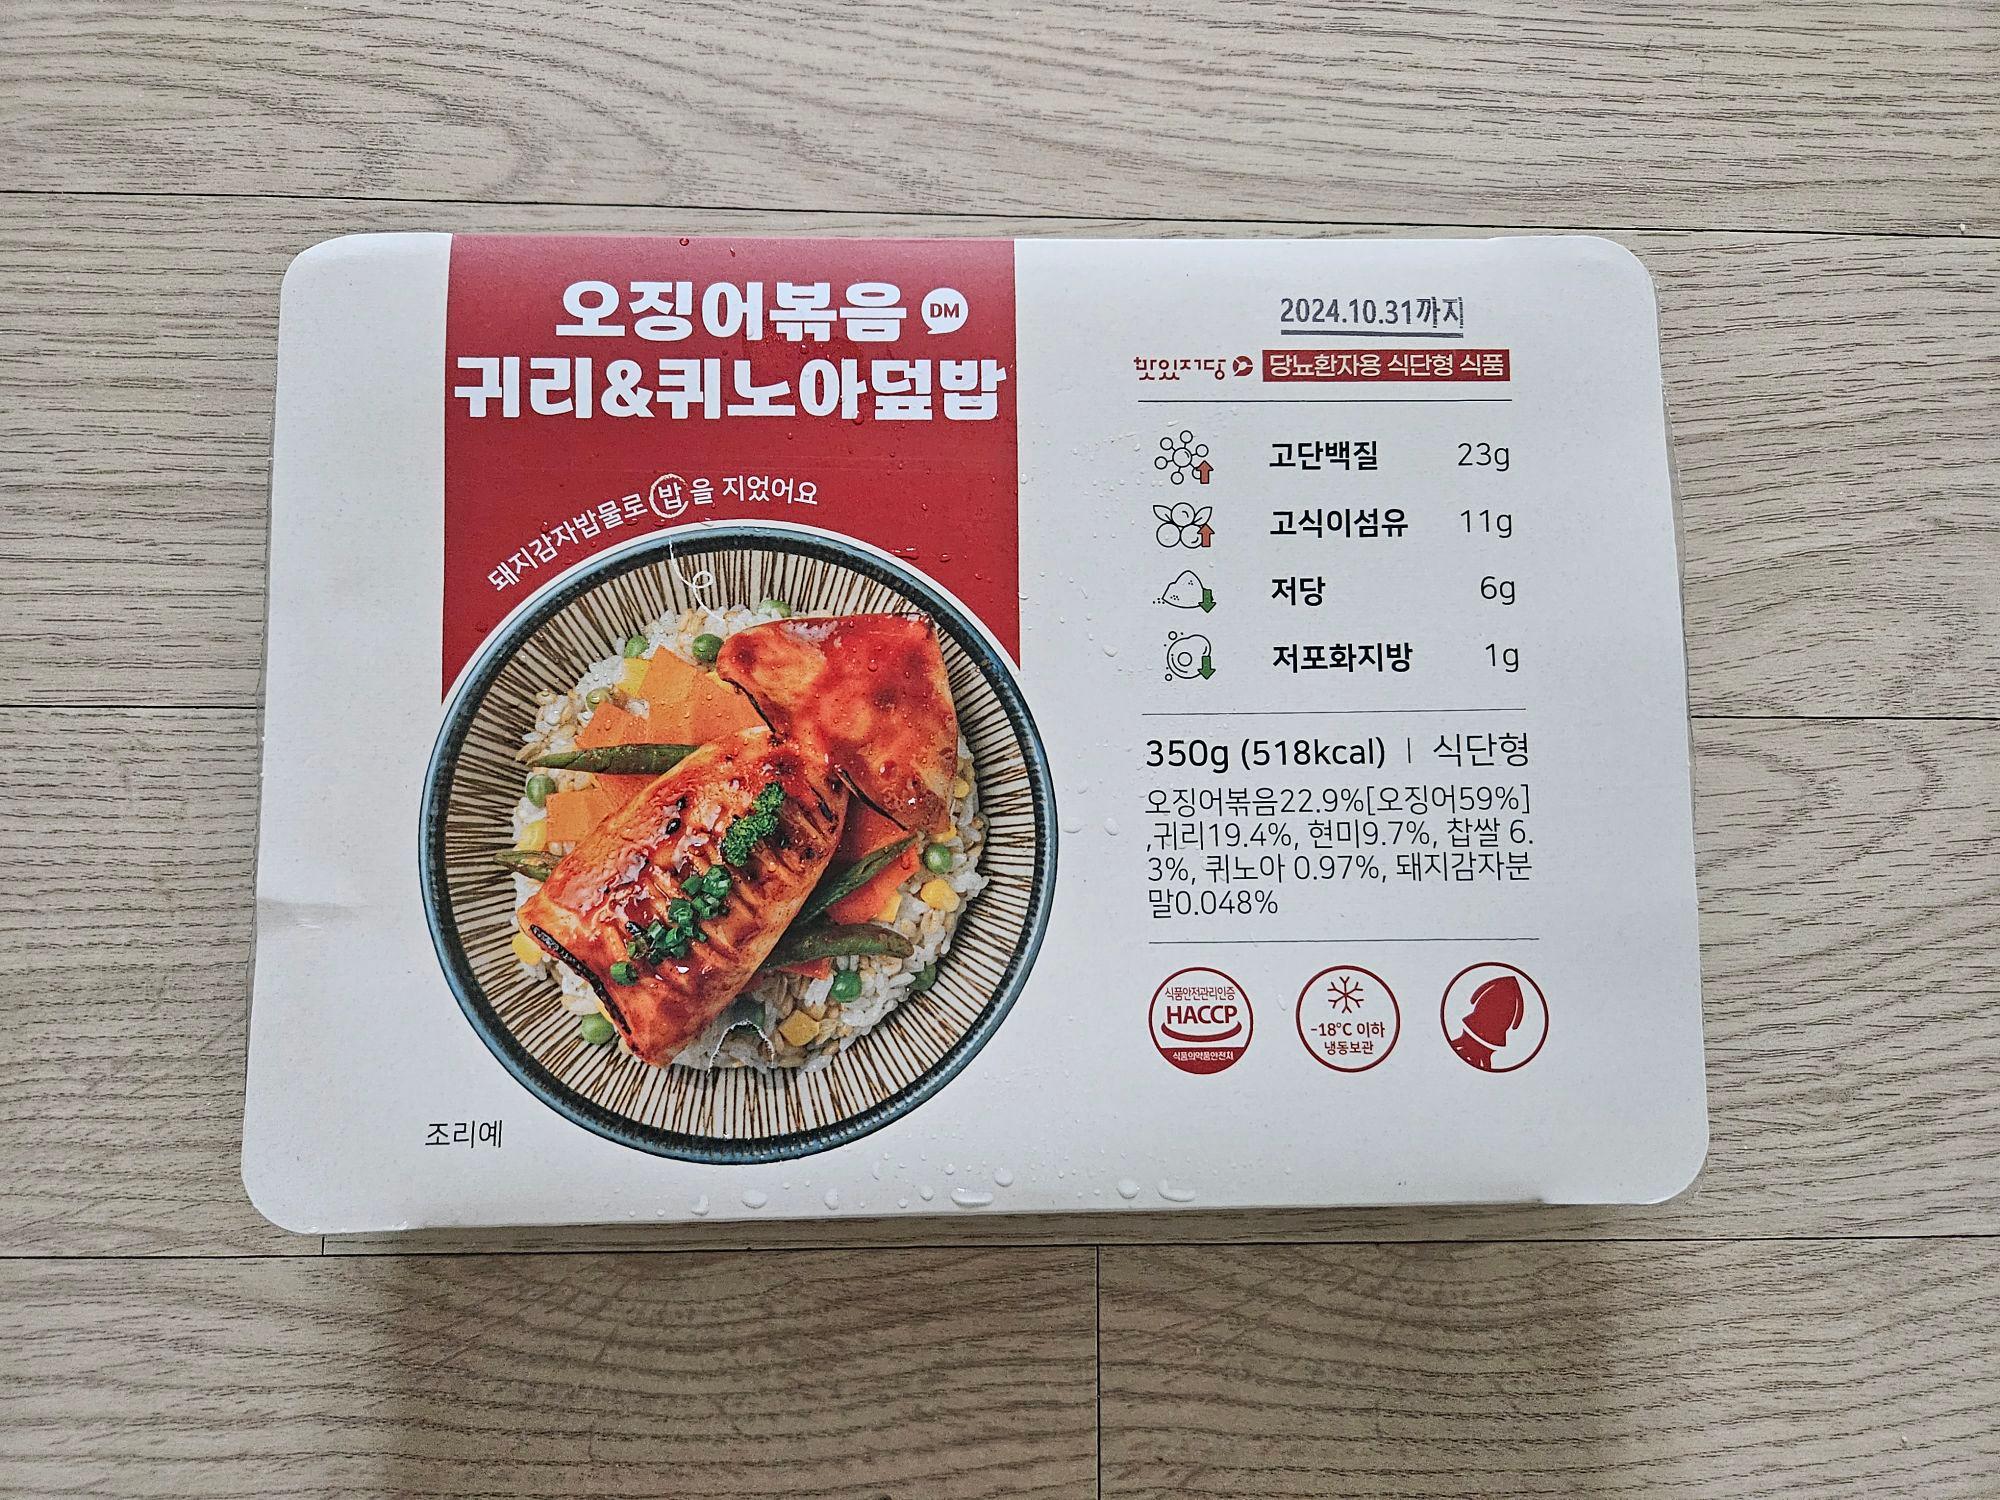 오징어볶음 DM
귀리&퀴노아덮밥
돼지감자밥물로 밥을 지었어요
조리예
2024.10.31까지
맛있저당 당뇨환자용 식단형 식품
고단백질 23g
고식이섬유 11g
저당 6g
저포화지방 1g
350g (518kcal) | 식단형
오징어볶음22.9%[오징어59%]
,귀리19.4%, 현미9.7%, 찹쌀 6.
3%, 퀴노아 0.97%, 돼지감자분
말0.048%
식품안전관리인증
HACCP
식품의약품안전처
-18°C 이하
냉동보관